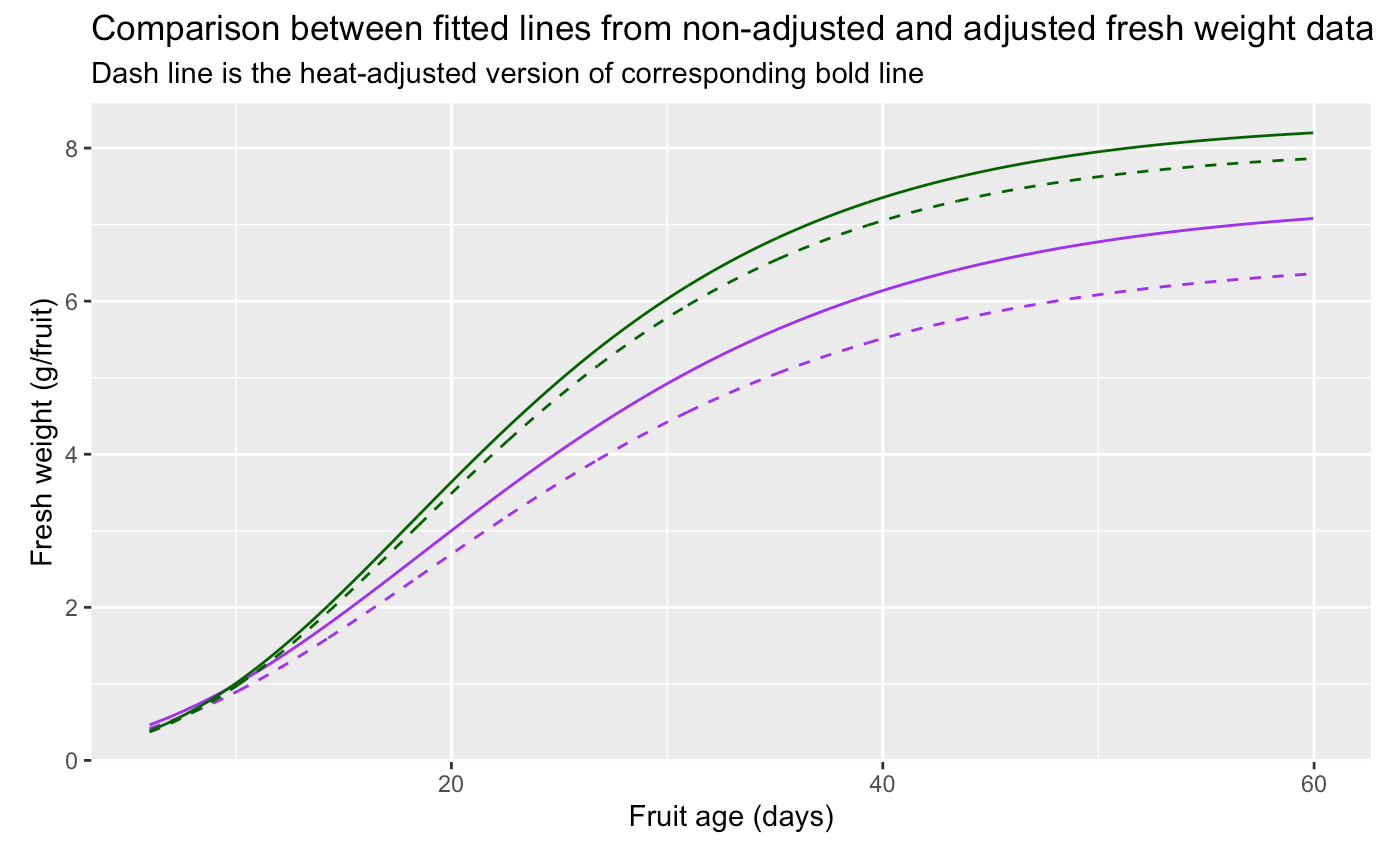 Comparison between fitted lines from non-adjusted and adjusted fresh weight data
Dash line is the heat-adjusted version of corresponding bold line
Fresh weight (g/fruit)
8
6
4
2
0
20
40
60
Fruit age (days)